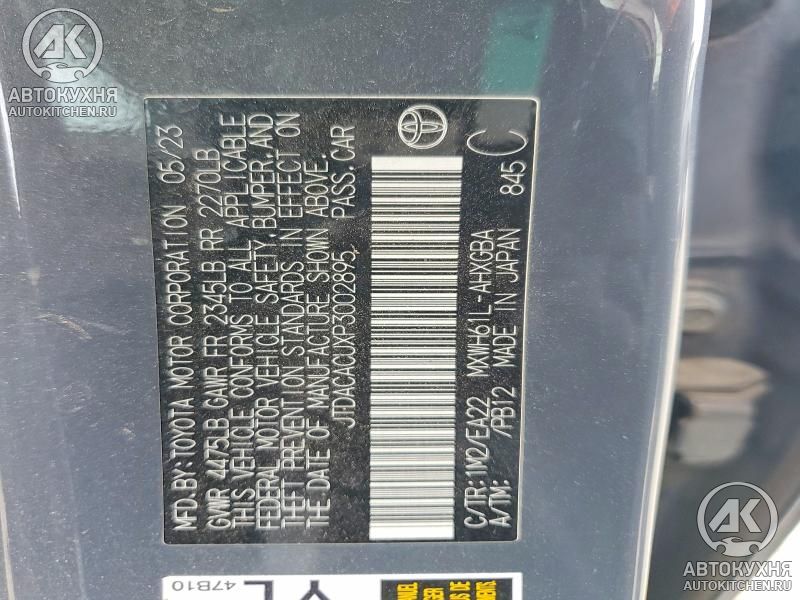 АВТОКУХНЯ
AUTOKITCHEN.RU
MFD. BY: TOYOTA MOTOR CORPORATION 05/23
GVWR 4475LB GAWR FR 2345LB RR 2270LB
THIS VEHICLE CONFORMS TO ALL APPLICABLE
FEDERAL MOTOR VEHICLE SAFETY, BUMPER, AND
THEFT PREVENTION STANDARDS IN EFFECT ON
THE DATE OF MANUFACTURE SHOWN ABOVE.
JTDACACUXP3002895 PASS. CAR
C/TR: 1M2/EA22 MXWH61L-AHXGBA
A/TM: /PB12 MADE IN JAPAN 845 C
YL
47B10
АВТОКУХНЯ
AUTOKITCHEN.RU